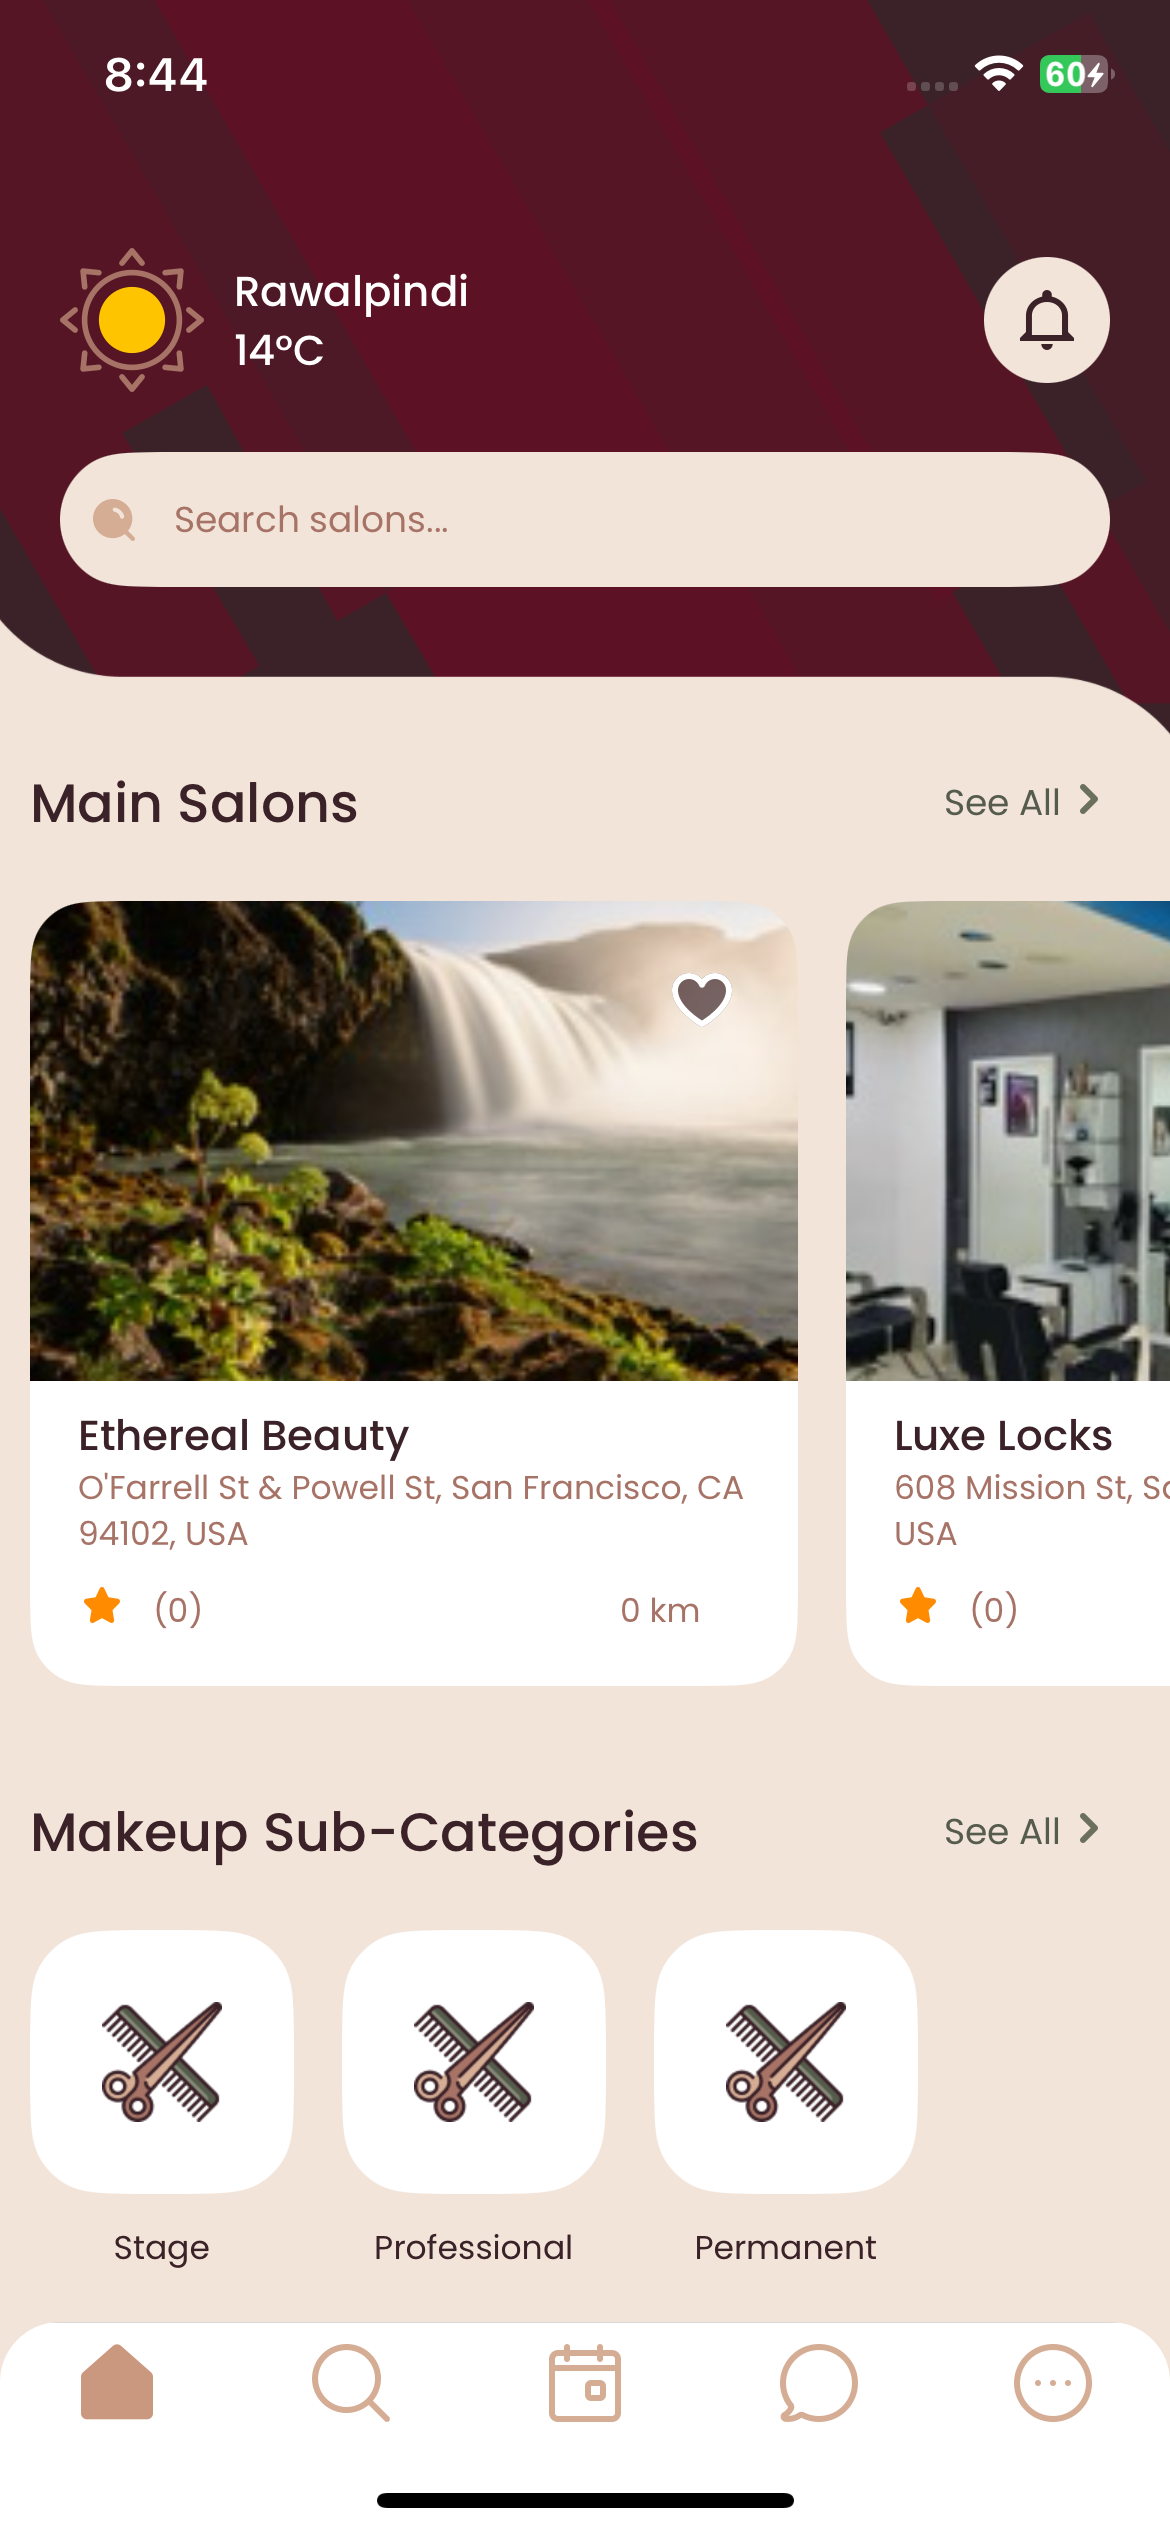 8:44
60
Rawalpindi
14°C
Search salons...
Main Salons
See All
Ethereal Beauty
O'Farrell St & Powell St, San Francisco, CA
94102, USA
(0)
0 km
Luxe Locks
608 Mission St,
USA
(0)
Makeup Sub-Categories
See All
Stage
Professional
Permanent